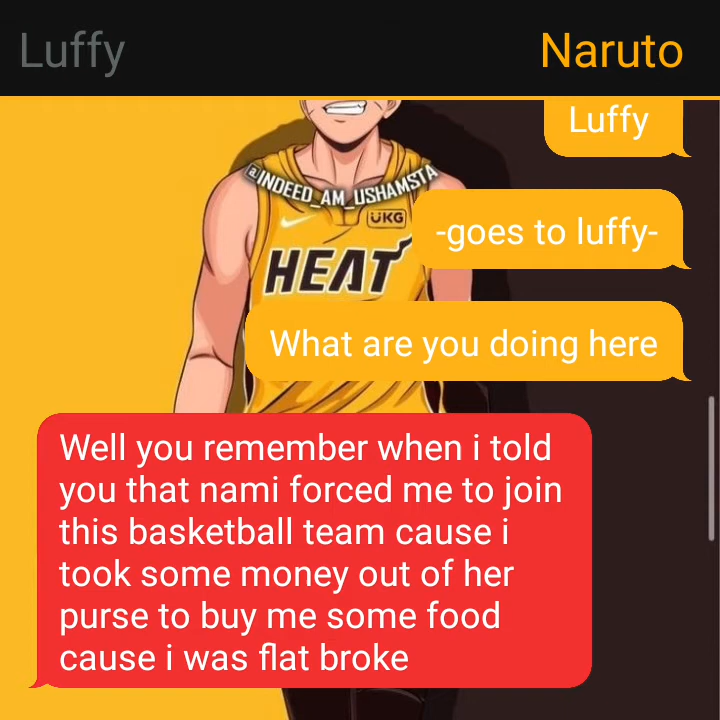 Luffy
Naruto
Luffy
@INDEED_AM_USHAMSTA
UKG
-goes to luffy-
HEAT
What are you doing here
Well you remember when i told
you that nami forced me to join
this basketball team cause i
took some money out of her
purse to buy me some food
cause i was flat broke